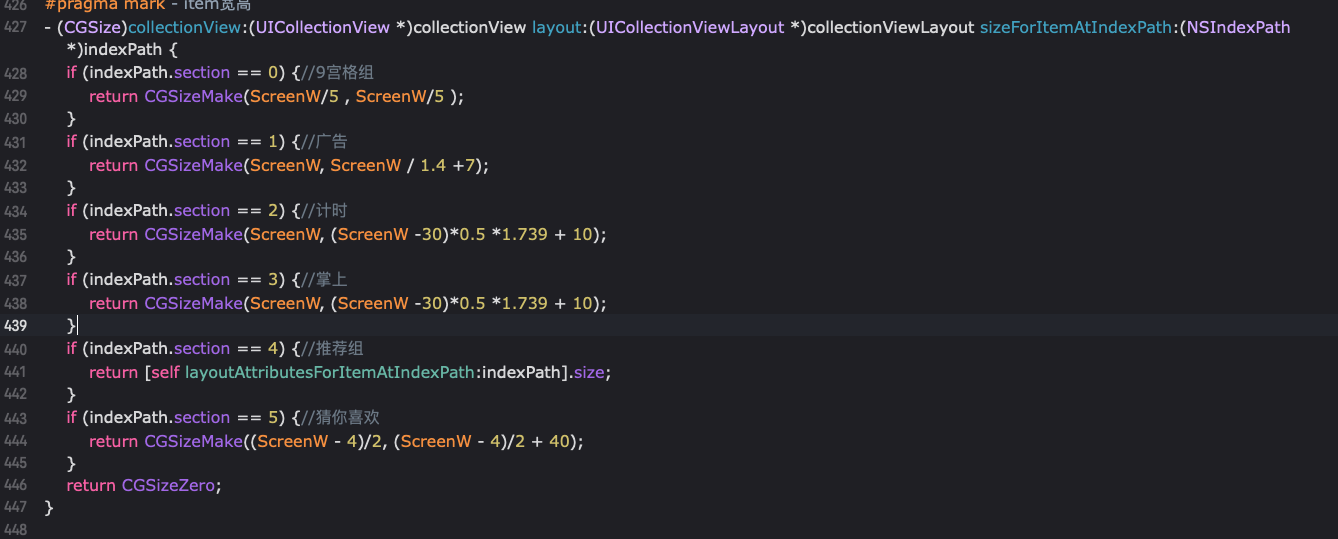 426 #pragma mark - item宽高
427 - (CGSize)collectionView:(UICollectionView *)collectionView layout:(UICollectionViewLayout *)collectionViewLayout sizeForItemAtIndexPath:(NSIndexPath
*)indexPath {
428 if (indexPath.section == 0) {//9宫格组
429 return CGSizeMake(ScreenW/5 , ScreenW/5 );
430 }
431 if (indexPath.section == 1) {//广告
432 return CGSizeMake(ScreenW, ScreenW / 1.4 +7);
433 }
434 if (indexPath.section == 2) {//计时
435 return CGSizeMake(ScreenW, (ScreenW -30)*0.5 *1.739 + 10);
436 }
437 if (indexPath.section == 3) {//掌上
438 return CGSizeMake(ScreenW, (ScreenW -30)*0.5 *1.739 + 10);
439 }
440 if (indexPath.section == 4) {//推荐组
441 return [self layoutAttributesForItemAtIndexPath:indexPath].size;
442 }
443 if (indexPath.section == 5) {//猜你喜欢
444 return CGSizeMake((ScreenW - 4)/2, (ScreenW - 4)/2 + 40);
445 }
446 return CGSizeZero;
447 }
448